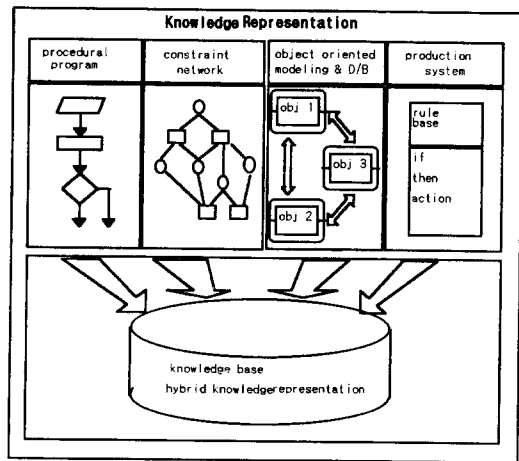 Knowledge Representation
procedural
program
constraint
network
object oriented
modeling & D/B
production
system
obj 1
obj 3
obj 2
rule
base
if
then
action
knowledge base
hybrid knowledgerepresentation